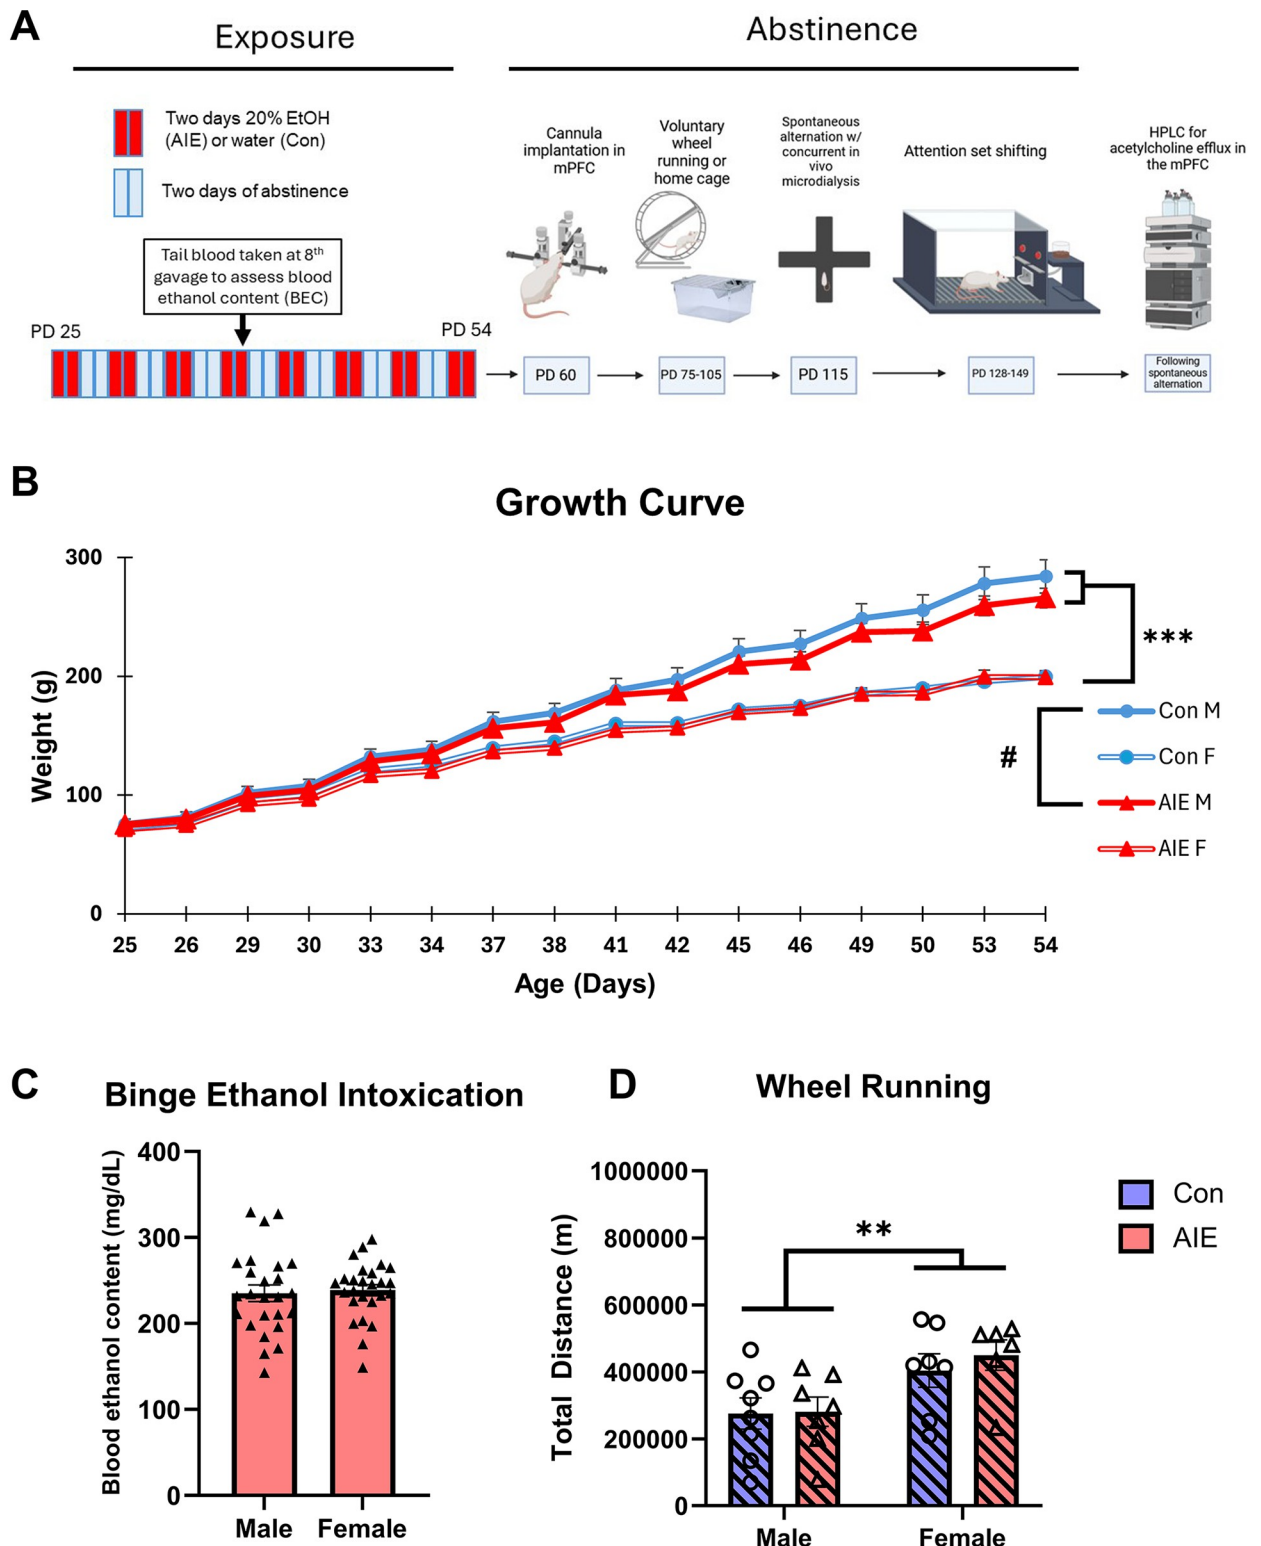 A
Exposure
Abstinence
Two days 20% EtOH
(AIE) or water (Con)
Two days of abstinence
Tail blood taken at 8th
gavage to assess blood
ethanol content (BEC)
PD 25
PD 54
Cannula
implantation in
mPFC
Voluntary
wheel
running or
home cage
Spontaneous
alternation w/
concurrent in
vivo
microdialysis
Attention set shifting
HPLC for
acetylcholine efflux in
the mPFC
PD 60
PD 75-105
PD 115
PD 128-149
Following
spontaneous
alternation
B
Growth Curve
Weight (g)
300
200
100
0
25 26 29 30 33 34 37 38 41 42 45 46 49 50 53 54
Age (Days)
***
#
Con M
Con F
AIE M
AIE F
C
Binge Ethanol Intoxication
Blood ethanol content (mg/dL)
400
300
200
100
0
Male Female
D
Wheel Running
Total Distance (m)
1000000
800000
600000
400000
200000
0
**
Male Female
Con
AIE